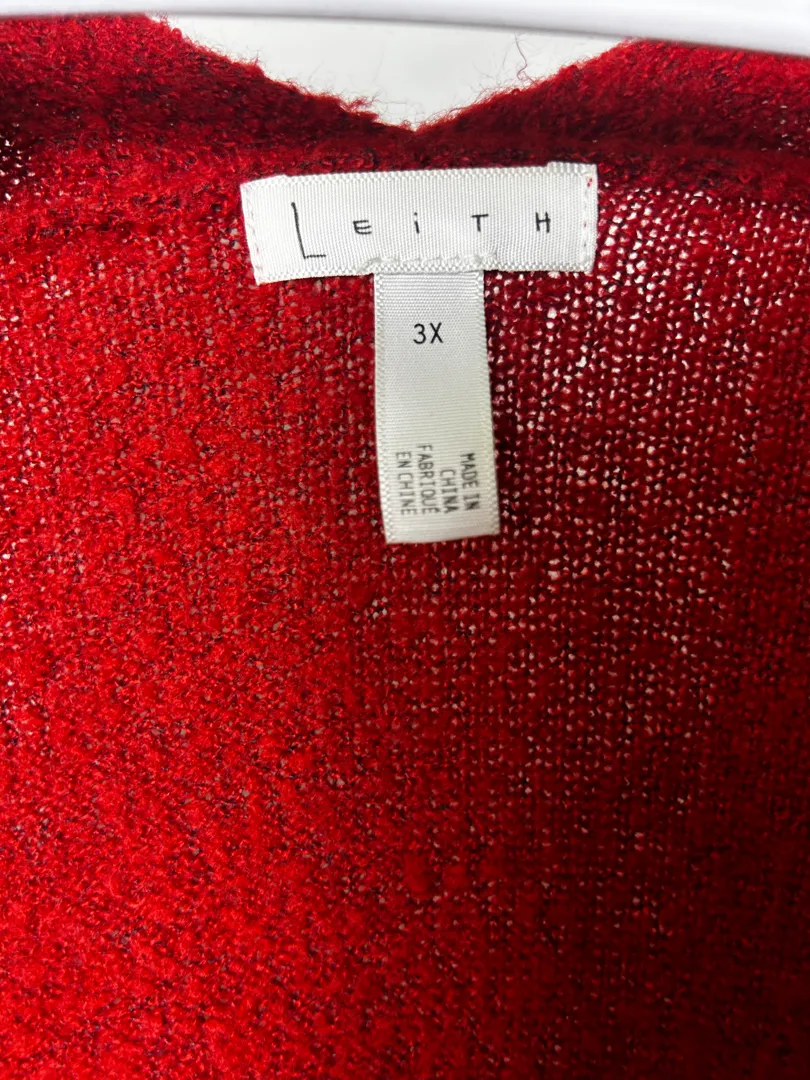 LEiTH
3X
MADE IN
CHINA
FABRIQUÉ
EN CHINE